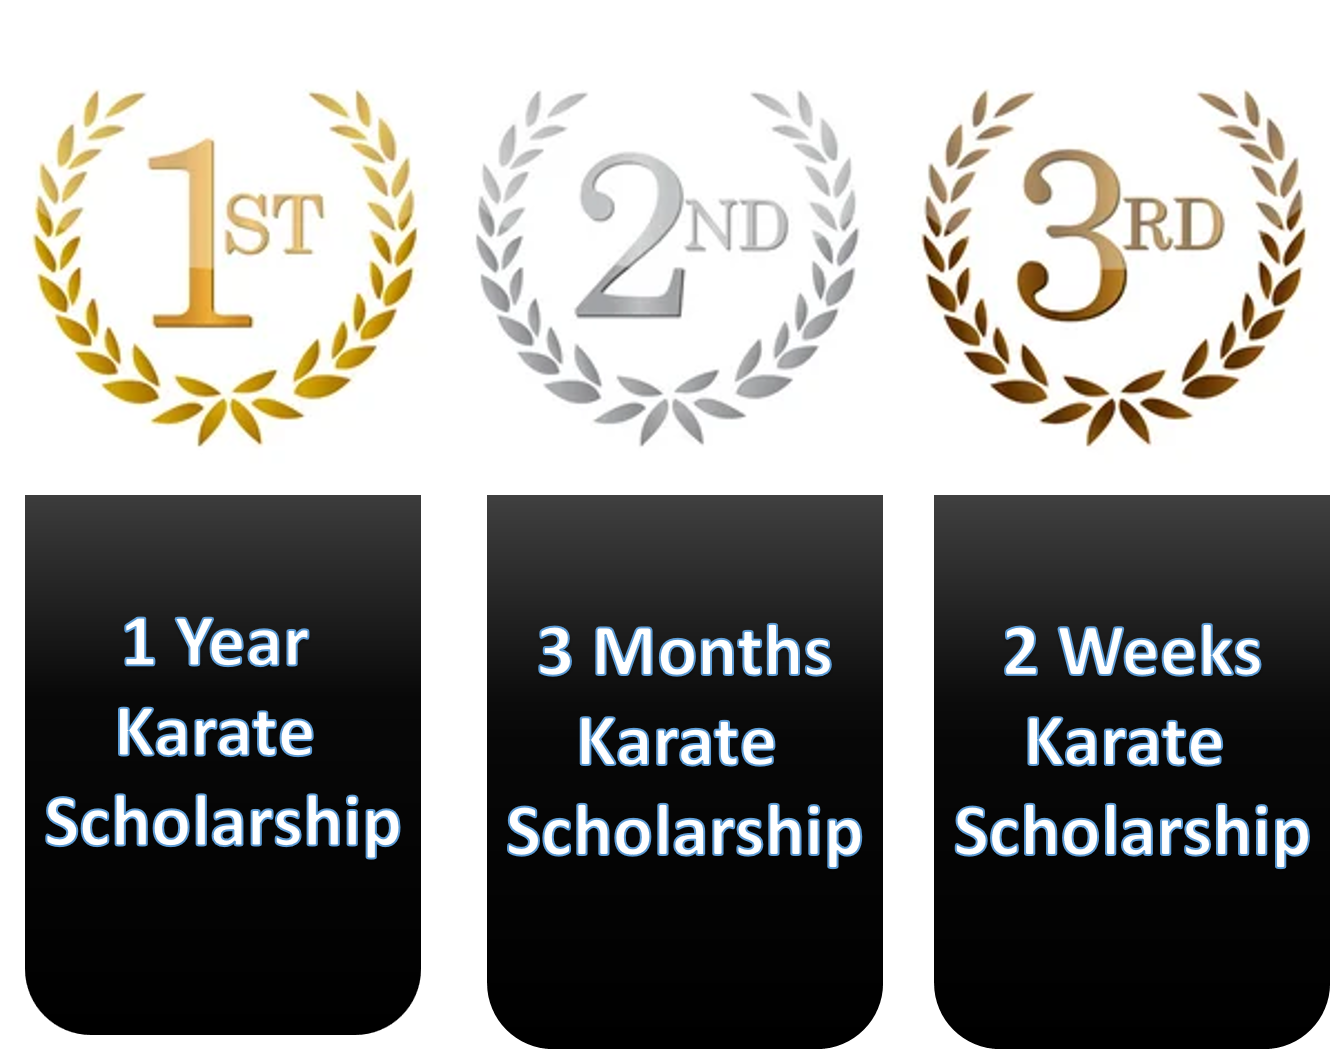 1ST
2ND
3RD
1 Year
Karate
Scholarship
3 Months
Karate
Scholarship
2 Weeks
Karate
Scholarship